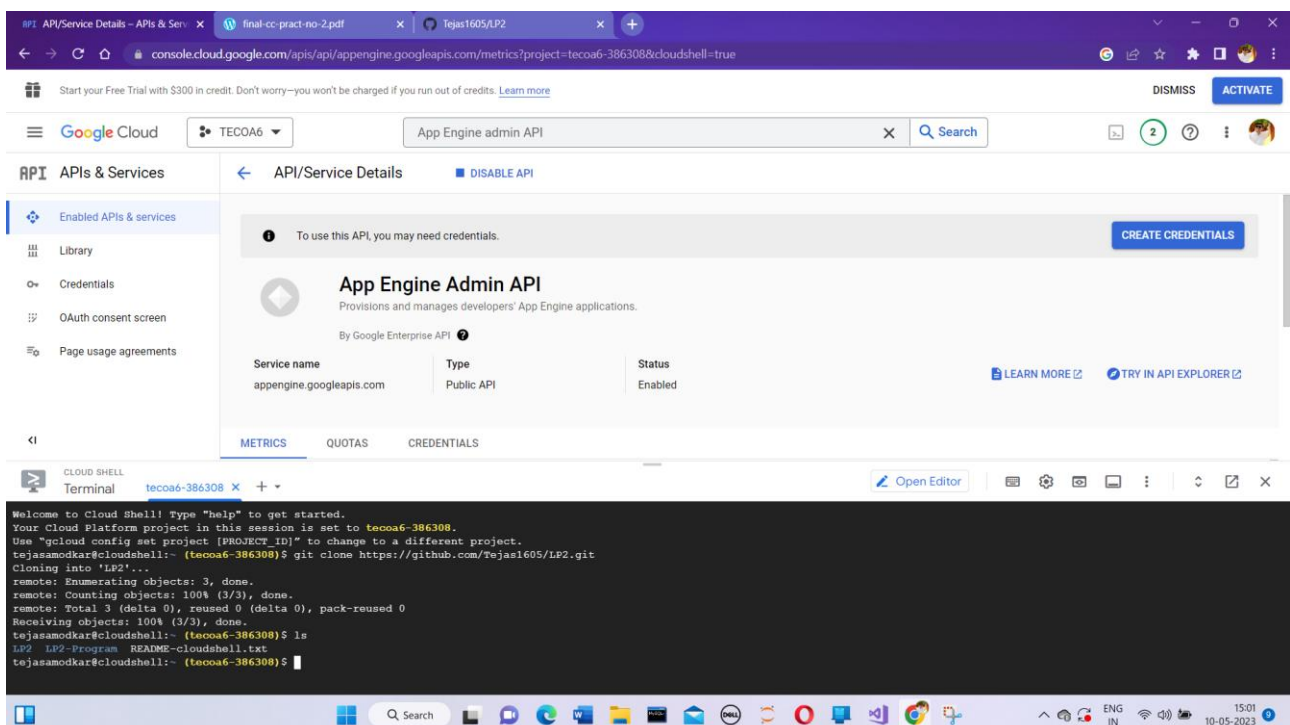 API API/Service Details – APIs & Serv
final-cc-pract-no-2.pdf
Tejas1605/LP2
console.cloud.google.com/apis/api/appengine.googleapis.com/metrics?project=tecoa6-386308&cloudshell=true
Start your Free Trial with $300 in credit. Don't worry—you won't be charged if you run out of credits. Learn more
DISMISS
ACTIVATE
Google Cloud
TECOA6
App Engine admin API
Search
2
API APIs & Services
API/Service Details
DISABLE API
Enabled APIs & services
Library
Credentials
OAuth consent screen
Page usage agreements
To use this API, you may need credentials.
CREATE CREDENTIALS
App Engine Admin API
Provisions and manages developers' App Engine applications.
By Google Enterprise API
Service name
Type
Status
appengine.googleapis.com
Public API
Enabled
LEARN MORE
TRY IN API EXPLORER
METRICS
QUOTAS
CREDENTIALS
CLOUD SHELL
Terminal
tecoa6-386308
Open Editor
Welcome to Cloud Shell! Type "help" to get started.
Your Cloud Platform project in this session is set to tecoa6-386308.
Use "gcloud config set project [PROJECT_ID]" to change to a different project.
tejasamodkar@cloudshell:~ (tecoa6-386308)$ git clone https://github.com/Tejas1605/LP2.git
Cloning into 'LP2'...
remote: Enumerating objects: 3, done.
remote: Counting objects: 100% (3/3), done.
remote: Total 3 (delta 0), reused 0 (delta 0), pack-reused 0
Receiving objects: 100% (3/3), done.
tejasamodkar@cloudshell:~ (tecoa6-386308)$ ls
LP2 LP2-Program README-cloudshell.txt
tejasamodkar@cloudshell:~ (tecoa6-386308)$
Search
ENG
IN
15:01
10-05-2023
9